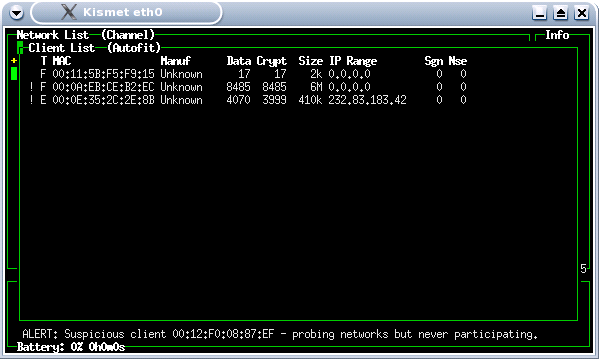 Kismet eth0
Network List (Channel) Info
Client List (Autofit)
+ T MAC Manuf Data Crypt Size IP Range Sgn Nse
F 00:11:5B:F5:F9:15 Unknown 17 17 2k 0.0.0.0 0 0
! F 00:0A:EB:CE:B2:EC Unknown 8485 8485 6M 0.0.0.0 0 0
! E 00:0E:35:2C:2E:8B Unknown 4070 3999 410k 232.83.183.42 0 0
5
ALERT: Suspicious client 00:12:F0:08:87:EF - probing networks but never participating.
Battery: 0% 0h0m0s